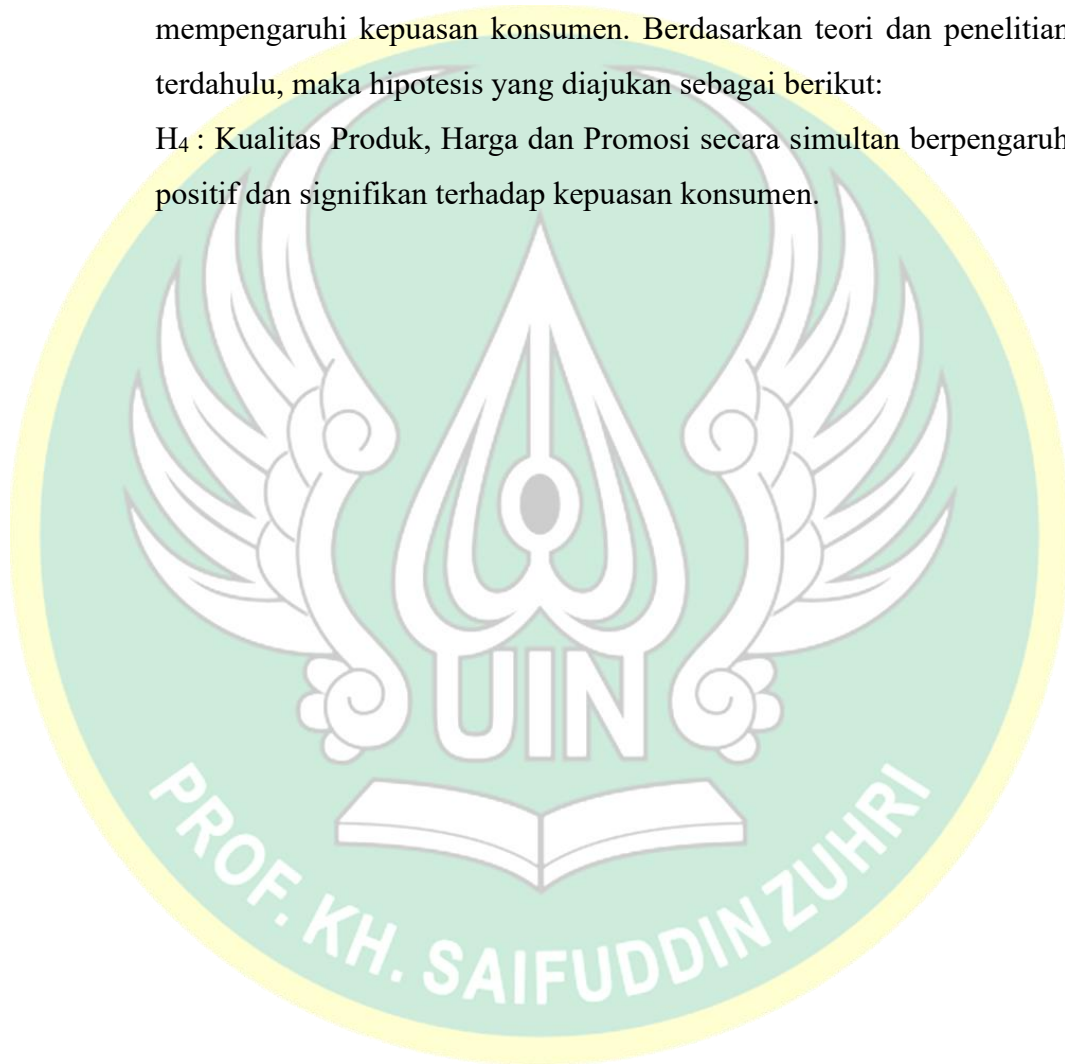 mempengaruhi kepuasan konsumen. Berdasarkan teori dan penelitian
terdahulu, maka hipotesis yang diajukan sebagai berikut:
H₄ : Kualitas Produk, Harga dan Promosi secara simultan berpengaruh
positif dan signifikan terhadap kepuasan konsumen.
UIN
PROF. KH. SAIFUDDIN ZUHRI